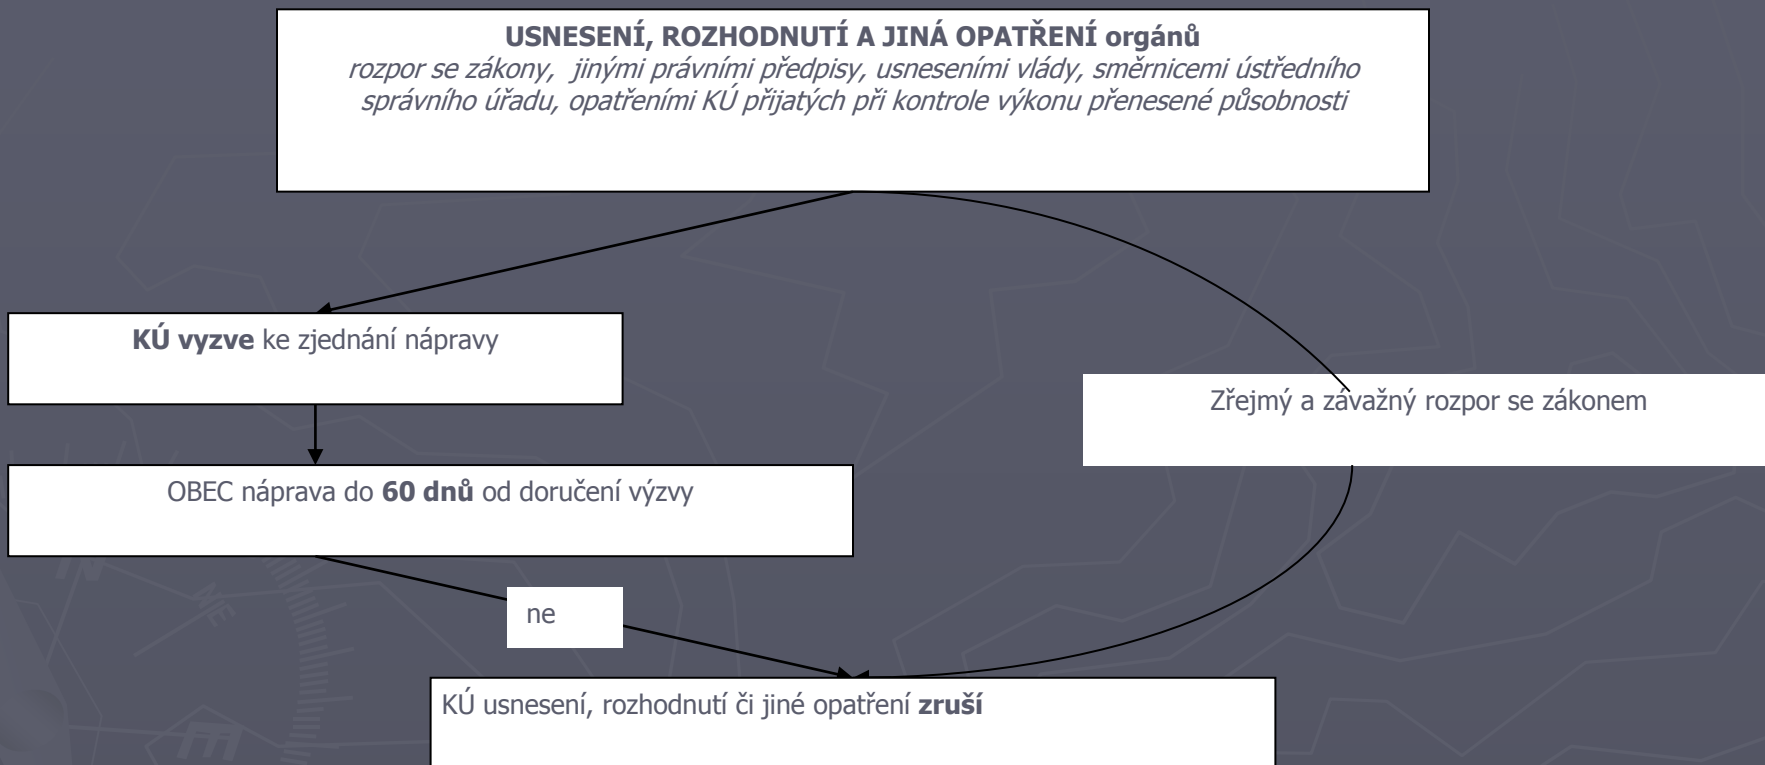 USNESENÍ, ROZHODNUTÍ A JINÁ OPATŘENÍ orgánů
rozpor se zákony, jinými právními předpisy, usneseními vlády, směrnicemi ústředního
správního úřadu, opatřeními KÚ přijatých při kontrole výkonu přenesené působnosti
KÚ vyzve ke zjednání nápravy
Zřejmý a závažný rozpor se zákonem
OBEC náprava do 60 dnů od doručení výzvy
ne
KÚ usnesení, rozhodnutí či jiné opatření zruší